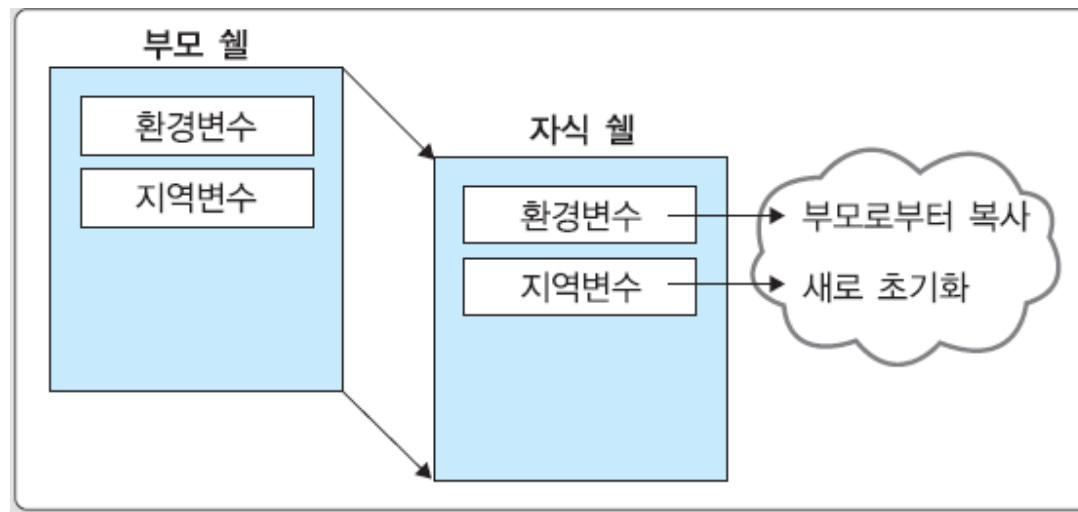 부모 쉘
환경변수
지역변수
자식 쉘
환경변수
부모로부터 복사
지역변수
새로 초기화